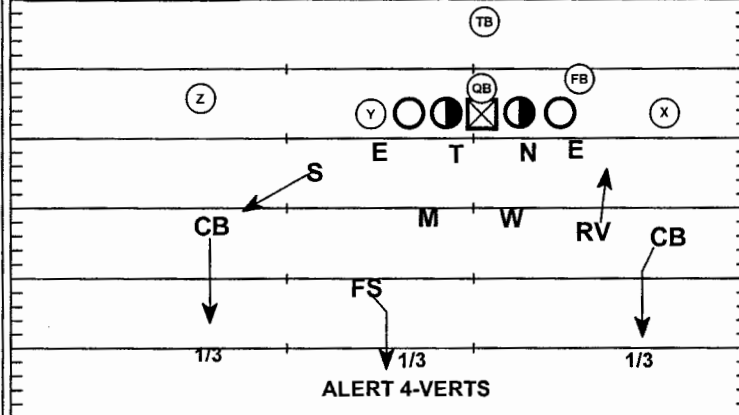 TB
Z
QB
FB
Y
X
E T N E
S
CB M W RV CB
FS
1/3 1/3 1/3
ALERT 4-VERTS